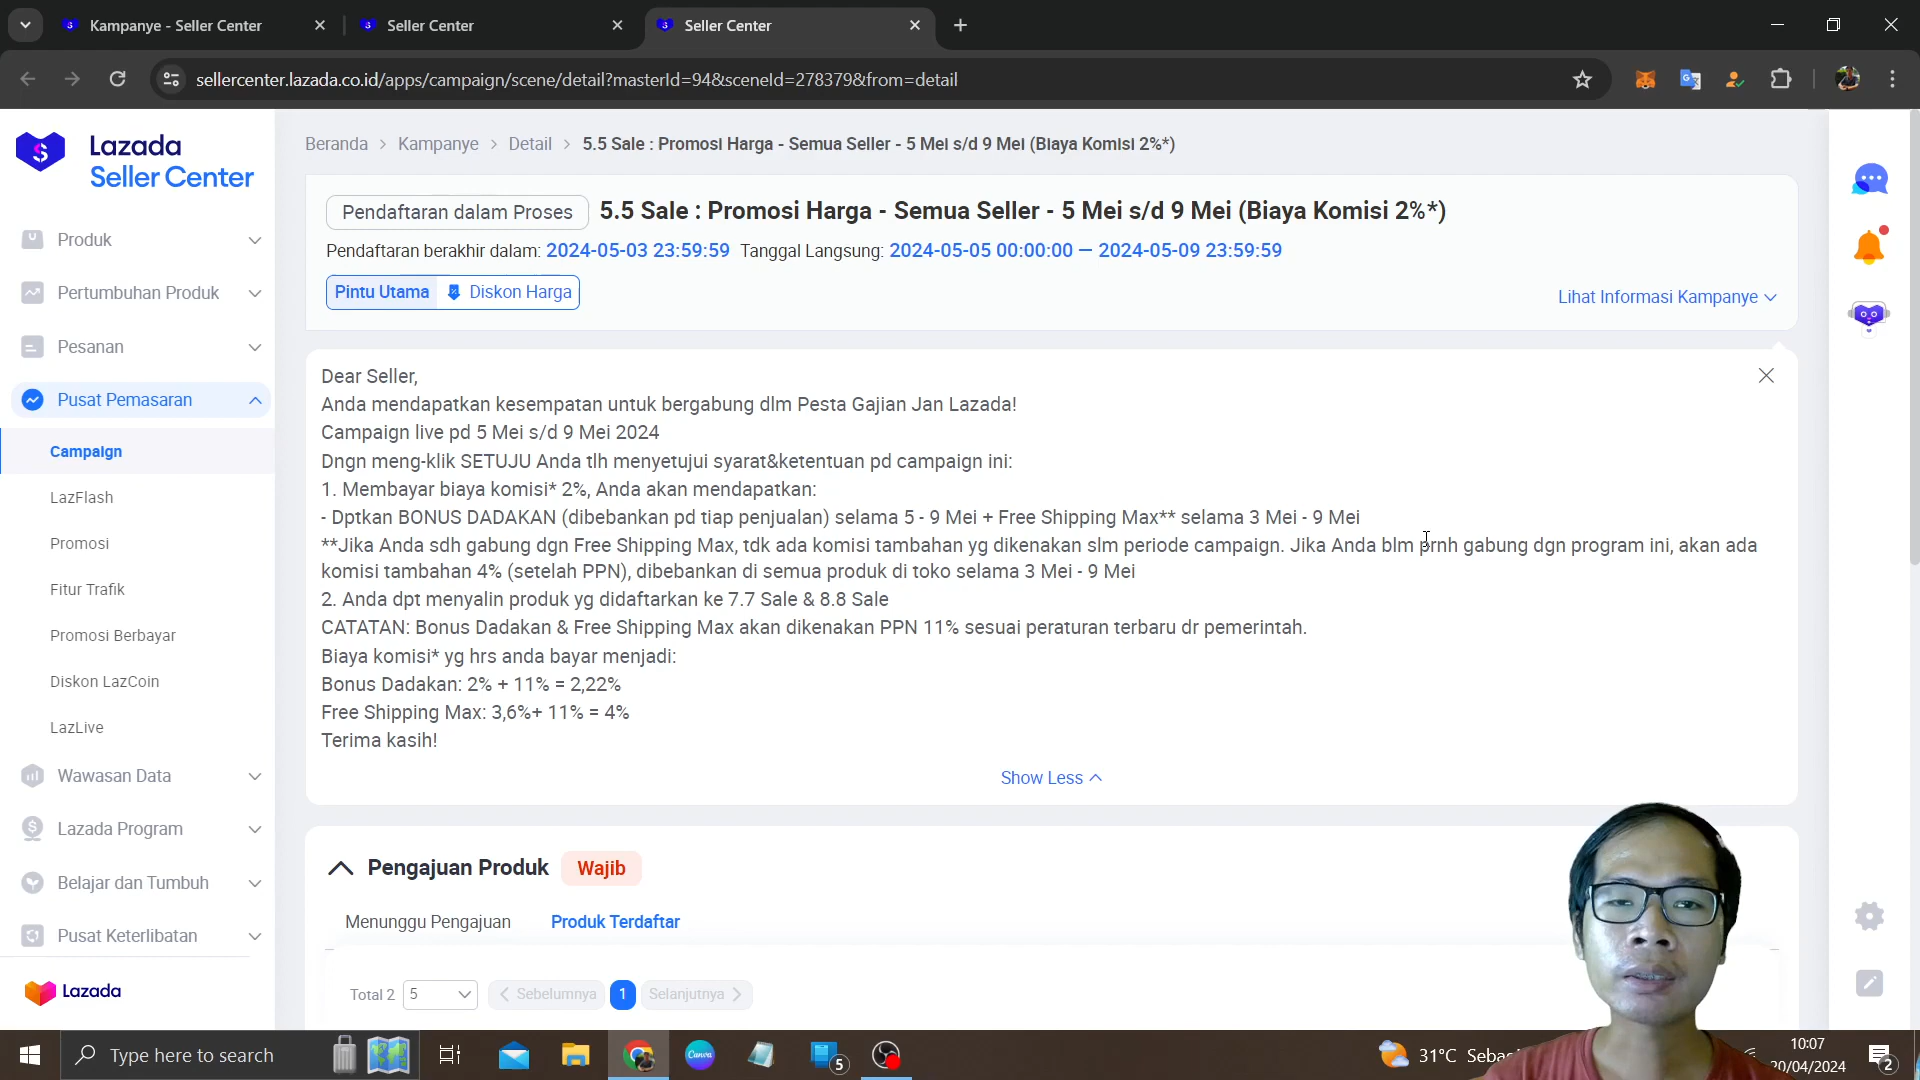 Kampanye - Seller Center
Seller Center
Seller Center
sellercenter.lazada.co.id/apps/campaign/scene/detail?masterId=94&sceneId=278379&from=detail
Lazada
Seller Center
Produk
Pertumbuhan Produk
Pesanan
Pusat Pemasaran
Campaign
LazFlash
Promosi
Fitur Trafik
Promosi Berbayar
Diskon LazCoin
LazLive
Wawasan Data
Lazada Program
Belajar dan Tumbuh
Pusat Keterlibatan
Lazada
Beranda > Kampanye > Detail > 5.5 Sale : Promosi Harga - Semua Seller - 5 Mei s/d 9 Mei (Biaya Komisi 2%*)
Pendaftaran dalam Proses 5.5 Sale : Promosi Harga - Semua Seller - 5 Mei s/d 9 Mei (Biaya Komisi 2%*)
Pendaftaran berakhir dalam: 2024-05-03 23:59:59 Tanggal Langsung: 2024-05-05 00:00:00 — 2024-05-09 23:59:59
Pintu Utama Diskon Harga
Lihat Informasi Kampanye
Dear Seller,
Anda mendapatkan kesempatan untuk bergabung dlm Pesta Gajian Jan Lazada!
Campaign live pd 5 Mei s/d 9 Mei 2024
Dngn meng-klik SETUJU Anda tlh menyetujui syarat&ketentuan pd campaign ini:
1. Membayar biaya komisi* 2%, Anda akan mendapatkan:
- Dptkan BONUS DADAKAN (dibebankan pd tiap penjualan) selama 5 - 9 Mei + Free Shipping Max** selama 3 Mei - 9 Mei
**Jika Anda sdh gabung dgn Free Shipping Max, tdk ada komisi tambahan yg dikenakan slm periode campaign. Jika Anda blm prnh gabung dgn program ini, akan ada
komisi tambahan 4% (setelah PPN), dibebankan di semua produk di toko selama 3 Mei - 9 Mei
2. Anda dpt menyalin produk yg didaftarkan ke 7.7 Sale & 8.8 Sale
CATATAN: Bonus Dadakan & Free Shipping Max akan dikenakan PPN 11% sesuai peraturan terbaru dr pemerintah.
Biaya komisi* yg hrs anda bayar menjadi:
Bonus Dadakan: 2% + 11% = 2,22%
Free Shipping Max: 3,6%+ 11% = 4%
Terima kasih!
Show Less
Pengajuan Produk Wajib
Menunggu Pengajuan Produk Terdaftar
Total 2 5 Sebelumnya 1 Selanjutnya
Type here to search
Canva
5
31°C
10:07
20/04/2024
2